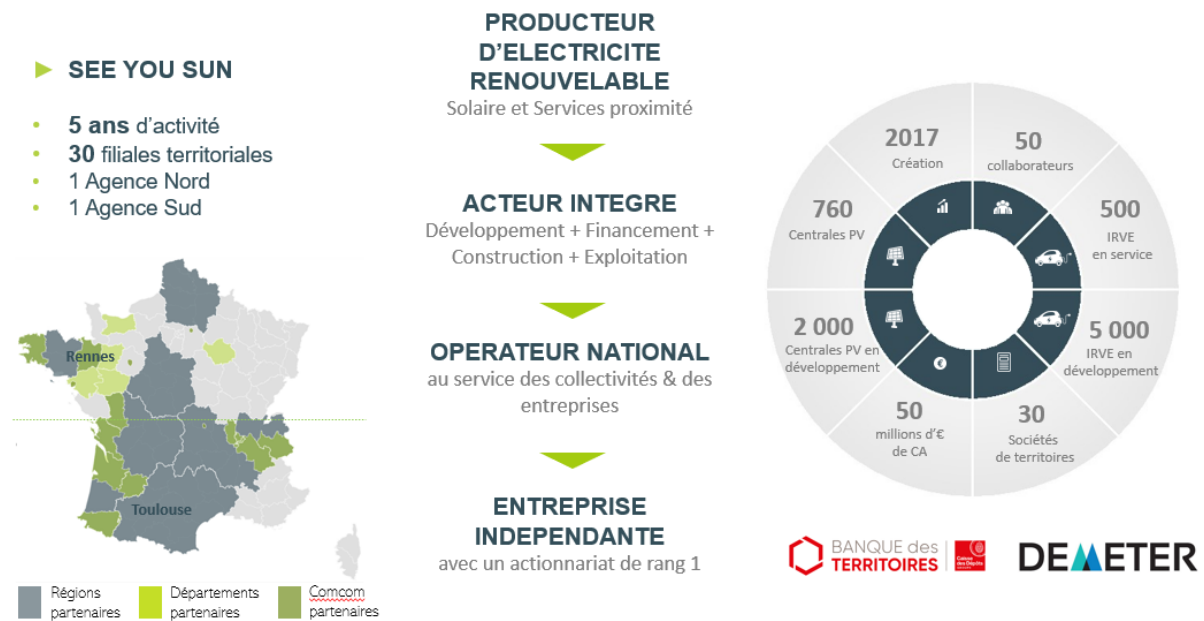 SEE YOU SUN
• 5 ans d’activité
• 30 filiales territoriales
• 1 Agence Nord
• 1 Agence Sud
Rennes
Toulouse
Régions
partenaires
Départements
partenaires
Comcom
partenaires
PRODUCTEUR
D’ELECTRICITE
RENOUVELABLE
Solaire et Services proximité
ACTEUR INTEGRE
Développement + Financement +
Construction + Exploitation
OPERATEUR NATIONAL
au service des collectivités & des
entreprises
ENTREPRISE
INDEPENDANTE
avec un actionnariat de rang 1
2017
Création
50
collaborateurs
500
IRVE
en service
5 000
IRVE en
développement
30
Sociétés
de territoires
50
millions d’€
de CA
2 000
Centrales PV en
développement
760
Centrales PV
€
BANQUE des
TERRITOIRES
Caisse
des Dépôts
DEMETER